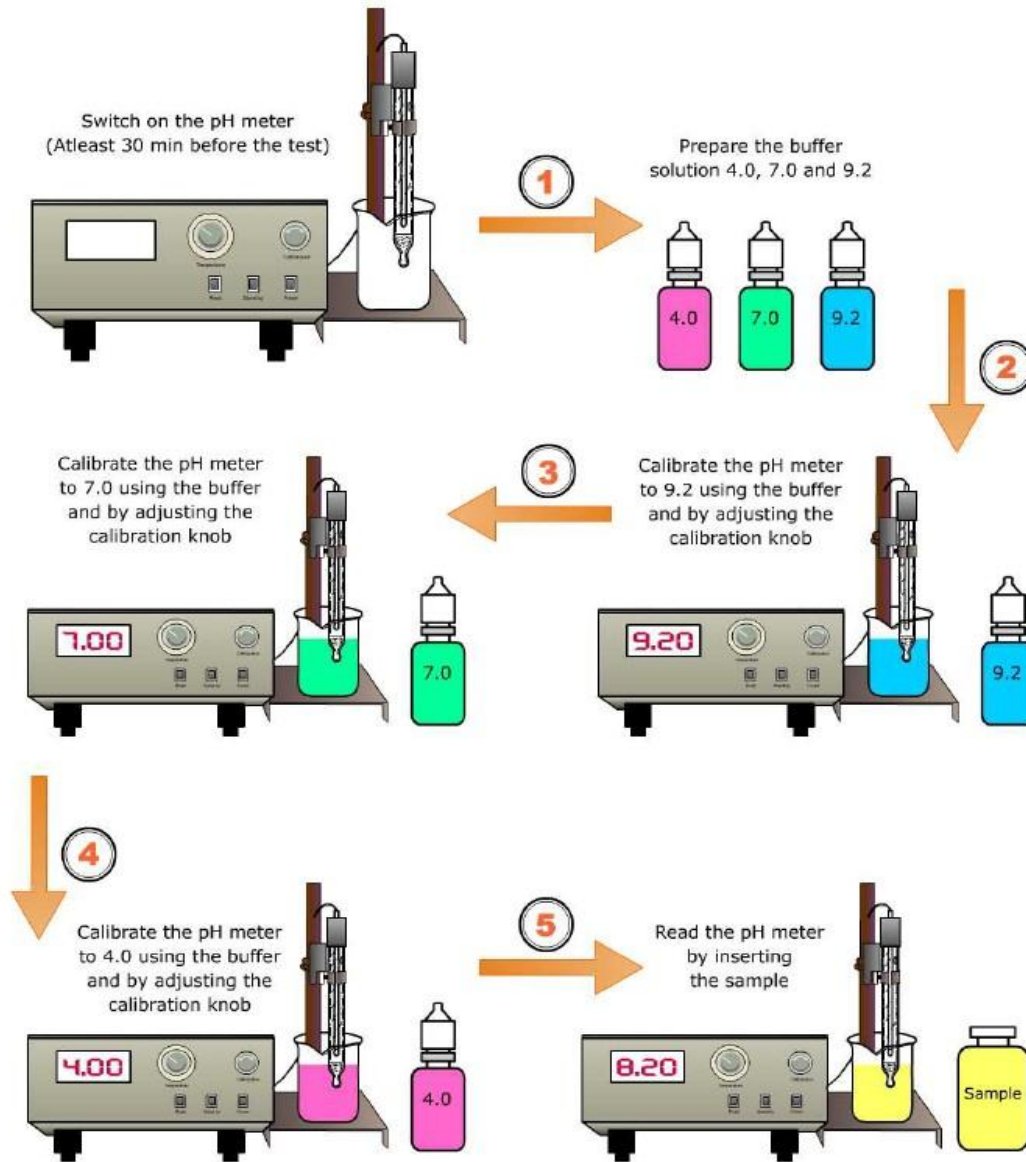 Switch on the pH meter
(Atleast 30 min before the test)
1
Prepare the buffer
solution 4.0, 7.0 and 9.2
4.0
7.0
9.2
2
Calibrate the pH meter
to 7.0 using the buffer
and by adjusting the
calibration knob
3
Calibrate the pH meter
to 9.2 using the buffer
and by adjusting the
calibration knob
7.00
7.0
9.20
9.2
4
Calibrate the pH meter
to 4.0 using the buffer
and by adjusting the
calibration knob
5
Read the pH meter
by inserting
the sample
4.00
4.0
8.20
Sample